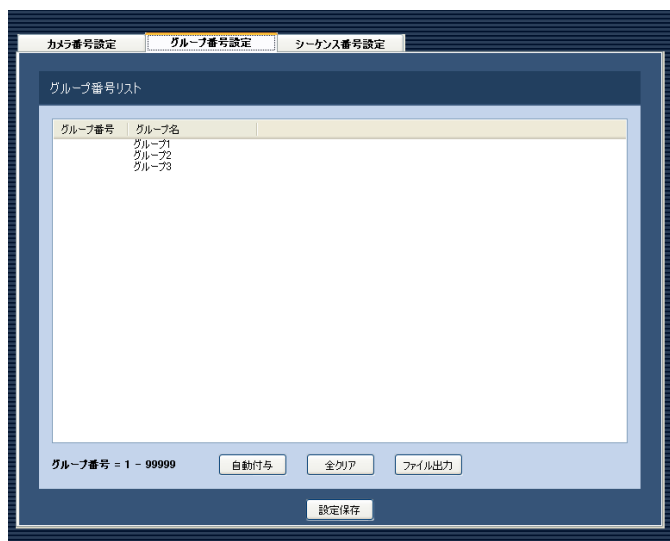 カメラ番号設定 グループ番号設定 シーケンス番号設定
グループ番号リスト
グループ番号 グループ名
グループ1
グループ2
グループ3
グループ番号 = 1 - 99999 自動付与 全クリア ファイル出力
設定保存